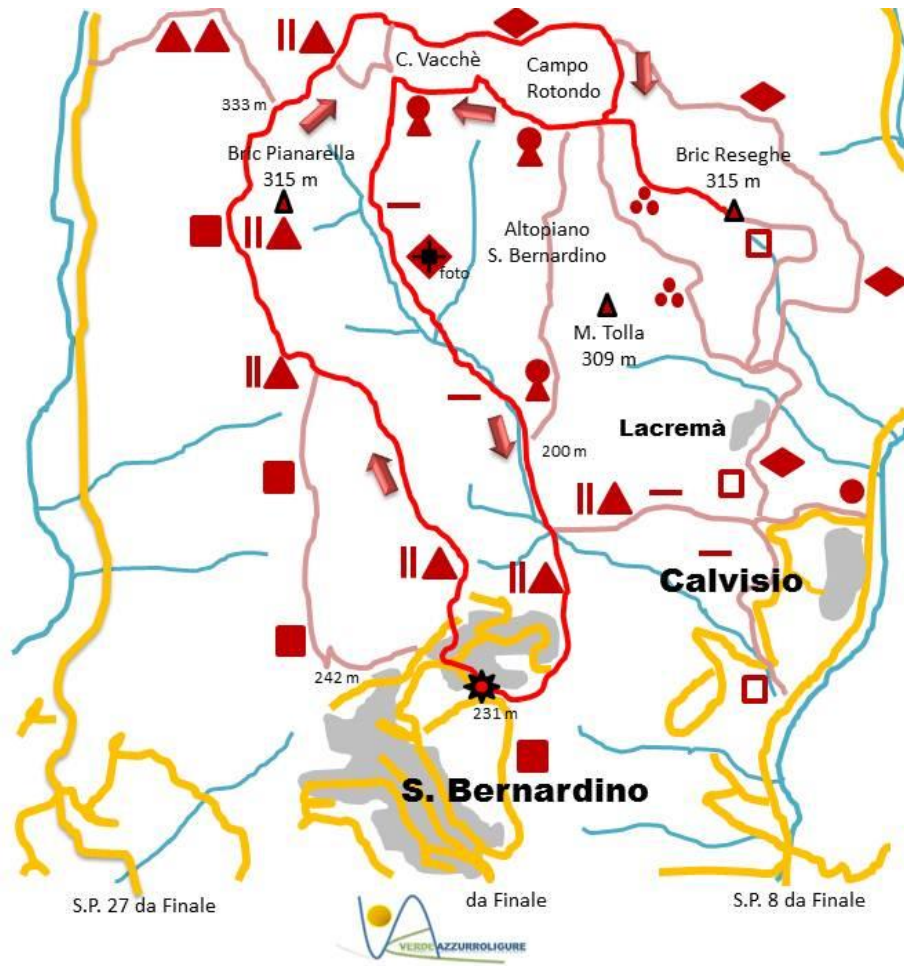 C. Vacchè
Campo
Rotondo
333 m
Bric Pianarella
315 m
Bric Reseghe
315 m
Altopiano
S. Bernardino
foto
M. Tolla
309 m
Lacremà
200 m
Calvisio
242 m
231 m
S. Bernardino
S.P. 27 da Finale
da Finale
S.P. 8 da Finale
VERDEAZZURROLIGURE